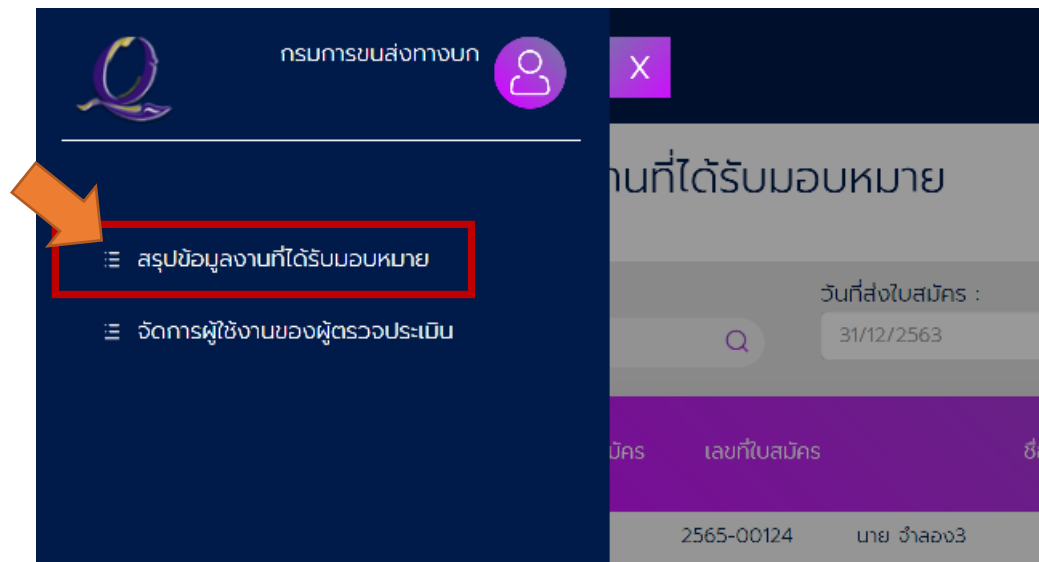 กรมการขนส่งทางบก
X
านที่ได้รับมอบหมาย
สรุปข้อมูลงานที่ได้รับมอบหมาย
วันที่ส่งใบสมัคร :
จัดการผู้ใช้งานของผู้ตรวจประเมิน
31/12/2563
มัคร เลขที่ใบสมัคร ชื่
2565-00124 นาย จำลอง3